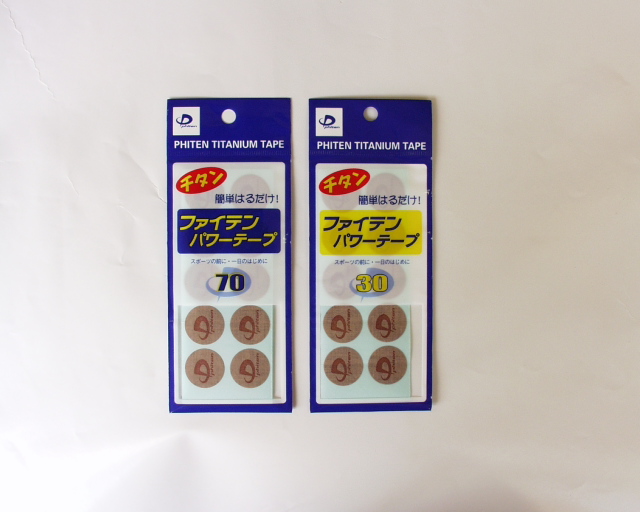 phiten
PHITEN TITANIUM TAPE
チタン
簡単はるだけ!
ファイテン
パワーテープ
スポーツの前に・一日のはじめに
70
phiten
PHITEN TITANIUM TAPE
チタン
簡単はるだけ!
ファイテン
パワーテープ
スポーツの前に・一日のはじめに
30